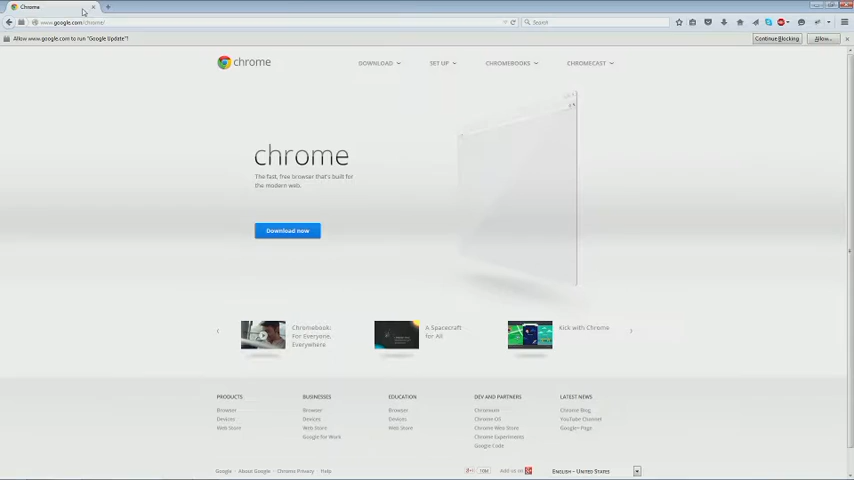 Chrome
www.google.com/chrome/
Search
Allow www.google.com to run "Google Update"?
Continue Blocking
Allow...
chrome
DOWNLOAD
SET UP
CHROMEBOOKS
CHROMECAST
chrome
The fast, free browser that's built for
the modern web.
Download now
Chromebook:
For Everyone,
Everywhere
A Spacecraft
for All
Kick with Chrome
PRODUCTS
Browser
Devices
Web Store
BUSINESSES
Browser
Devices
Web Store
Google for Work
EDUCATION
Browser
Devices
Web Store
DEV AND PARTNERS
Chromium
Chrome OS
Chrome Web Store
Chrome Experiments
Google Code
LATEST NEWS
Chrome Blog
YouTube Channel
Google+ Page
Google · About Google · Chrome Privacy · Help
10M
Add us on
ENGLISH – UNITED STATES